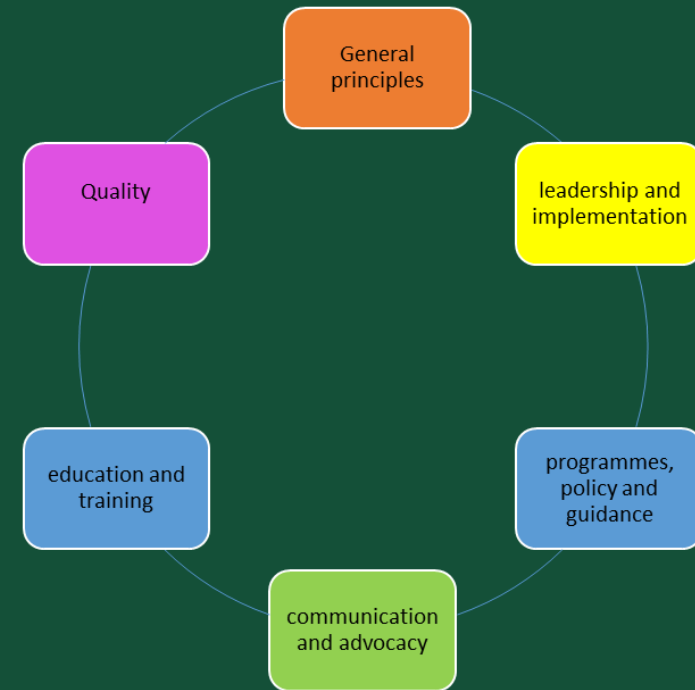 General
principles
leadership and
implementation
programmes,
policy and
guidance
communication
and advocacy
education and
training
Quality